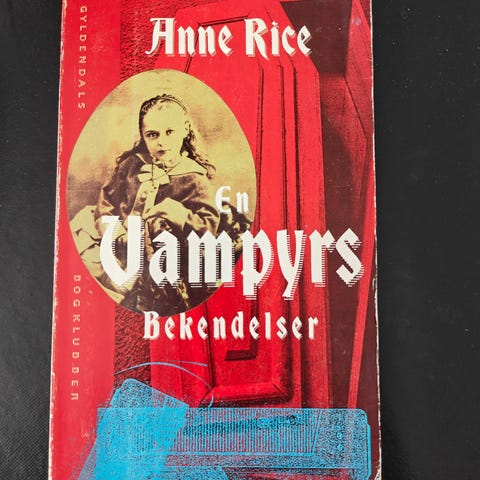 GYLDENDALS
BOGKLUBBER
Anne Rice
En
Vampyrs
Bekendelser